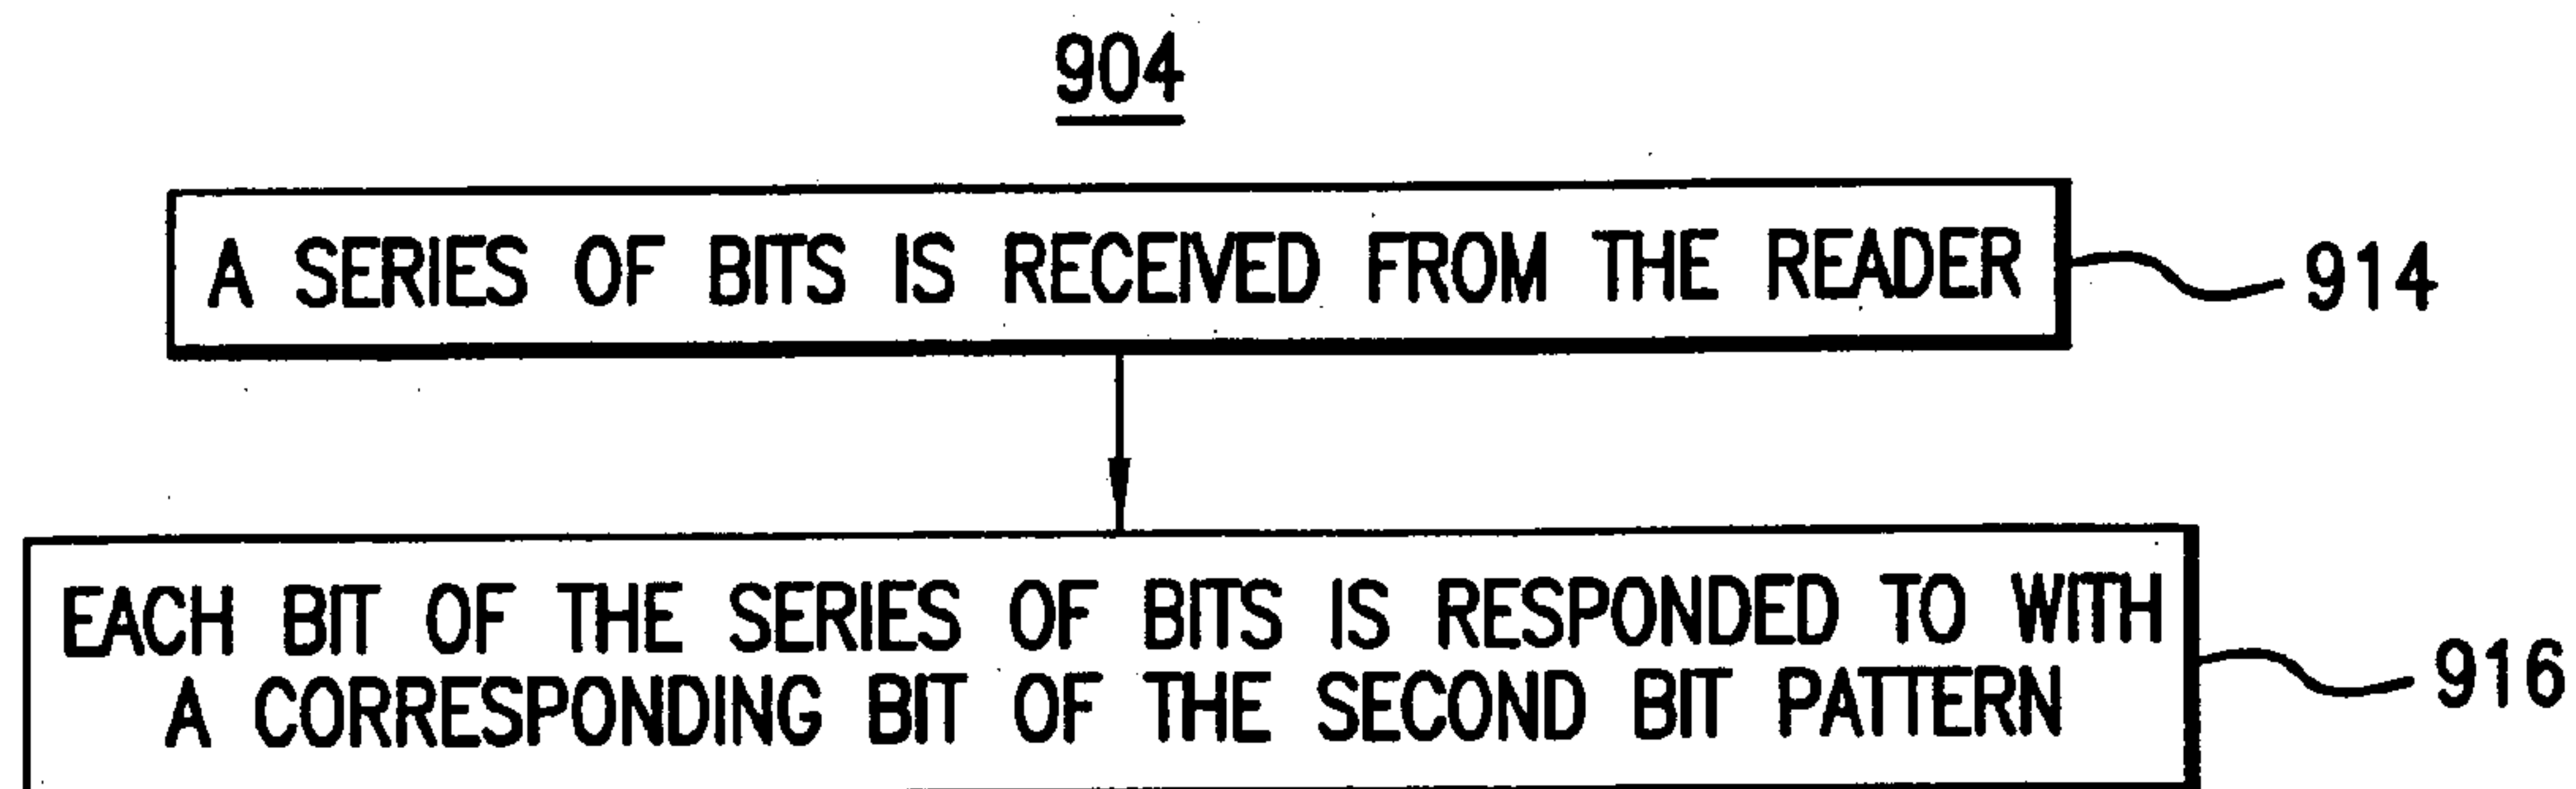 904
A SERIES OF BITS IS RECEIVED FROM THE READER
914
EACH BIT OF THE SERIES OF BITS IS RESPONDED TO WITH
A CORRESPONDING BIT OF THE SECOND BIT PATTERN
916